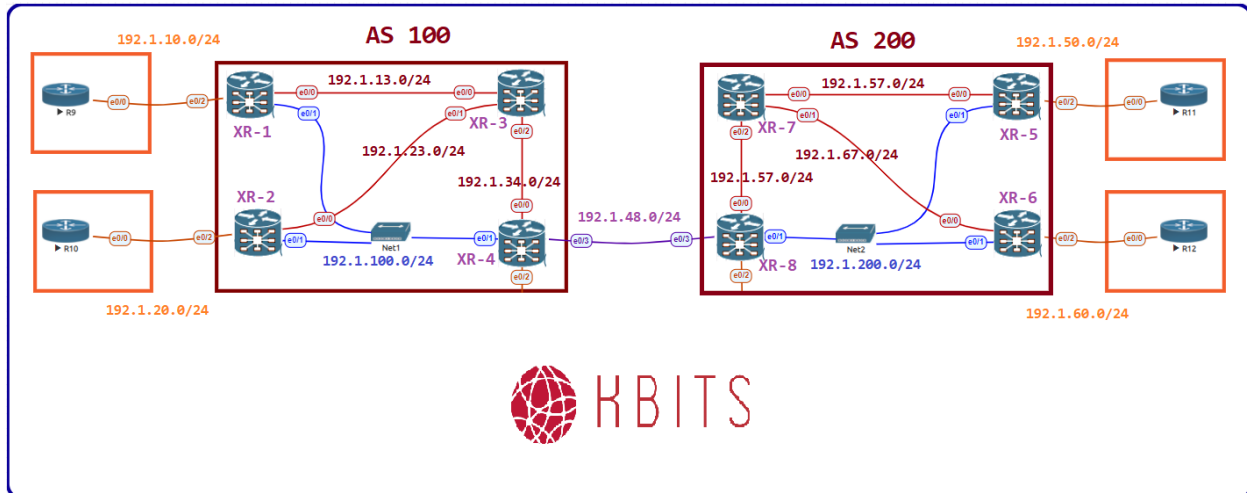 AS 100
AS 200
192.1.10.0/24
192.1.50.0/24
192.1.13.0/24
192.1.57.0/24
e0/0
e0/2
e0/0
e0/0
e0/0
e0/0
e0/2
e0/0
R9
e0/1
e0/1
e0/1
e0/1
R11
XR-1
XR-3
XR-7
XR-5
e0/2
e0/2
192.1.23.0/24
192.1.67.0/24
192.1.34.0/24
192.1.57.0/24
XR-2
192.1.48.0/24
XR-6
e0/0
e0/0
e0/0
e0/0
e0/0
e0/2
e0/0
e0/2
e0/0
R10
Net1
Net2
R12
e0/1
e0/1
e0/3
e0/3
e0/1
e0/1
192.1.100.0/24
XR-4
XR-8
192.1.200.0/24
e0/2
e0/2
192.1.20.0/24
192.1.60.0/24
KBITS